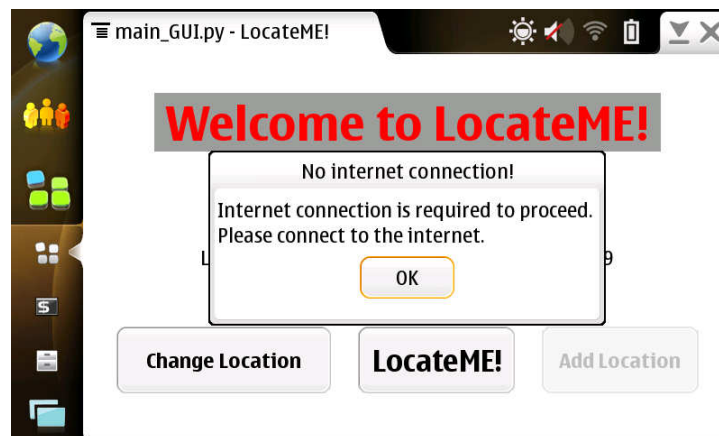 main_GUI.py - LocateME!
Welcome to LocateME!
No internet connection!
Internet connection is required to proceed.
Please connect to the internet.
L
9
OK
Change Location
LocateME!
Add Location
$